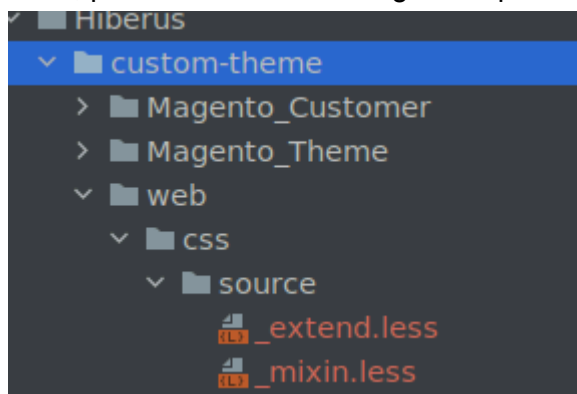 Hiberus
custom-theme
Magento_Customer
Magento_Theme
web
css
source
_extend.less
_mixin.less